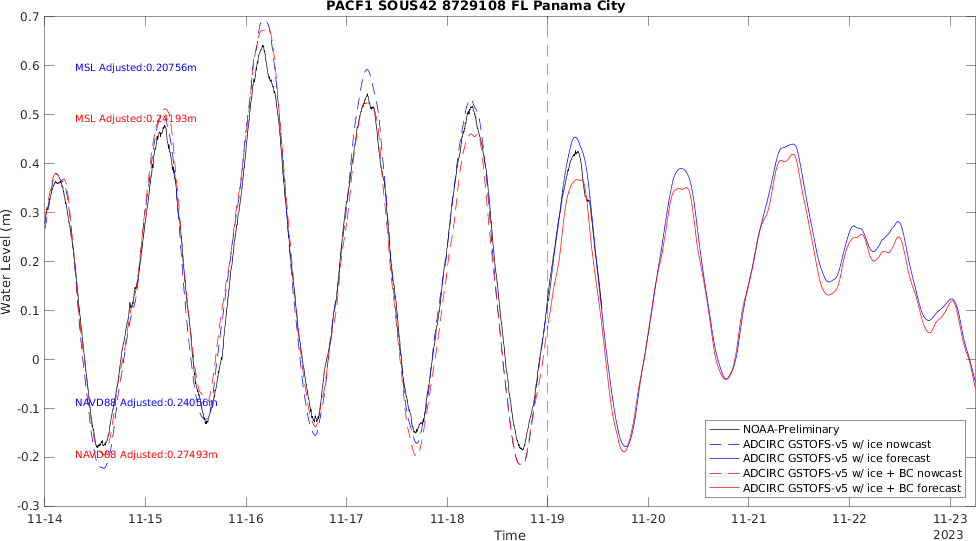 PACF1 SOUS42 8729108 FL Panama City
0.7
0.6
0.5
0.4
0.3
0.2
0.1
0
-0.1
-0.2
-0.3
Water Level (m)
MSL Adjusted:0.20756m
MSL Adjusted:0.24193m
NAVD88 Adjusted:0.24056m
NAVD88 Adjusted:0.27493m
NOAA-Preliminary
ADCIRC GSTOFS-v5 w/ ice nowcast
ADCIRC GSTOFS-v5 w/ ice forecast
ADCIRC GSTOFS-v5 w/ ice + BC nowcast
ADCIRC GSTOFS-v5 w/ ice + BC forecast
11-14 11-15 11-16 11-17 11-18 11-19 11-20 11-21 11-22 11-23
Time
2023